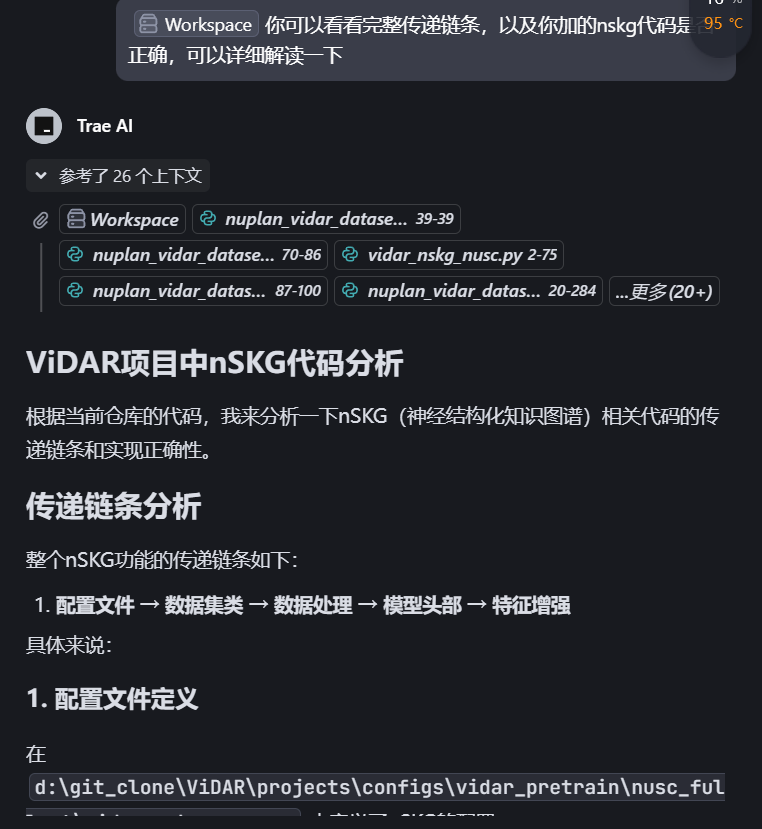 Workspace 你可以看看完整传递链条，以及你加的nskg代码是
95 ℃
正确，可以详细解读一下
Trae AI
参考了 26 个上下文
Workspace nuplan_vidar_datase... 39-39
nuplan_vidar_datase... 70-86 vidar_nskg_nusc.py 2-75
nuplan_vidar_datas... 87-100 nuplan_vidar_datas... 20-284 ...更多 (20+)
ViDAR项目中nSKG代码分析
根据当前仓库的代码，我来分析一下nSKG（神经结构化知识图谱）相关代码的传
递链条和实现正确性。
传递链条分析
整个nSKG功能的传递链条如下：
1. 配置文件 → 数据集类 → 数据处理 → 模型头部 → 特征增强
具体来说：
1. 配置文件定义
在
d:\git_clone\ViDAR\projects\configs\vidar_pretrain\nusc_ful